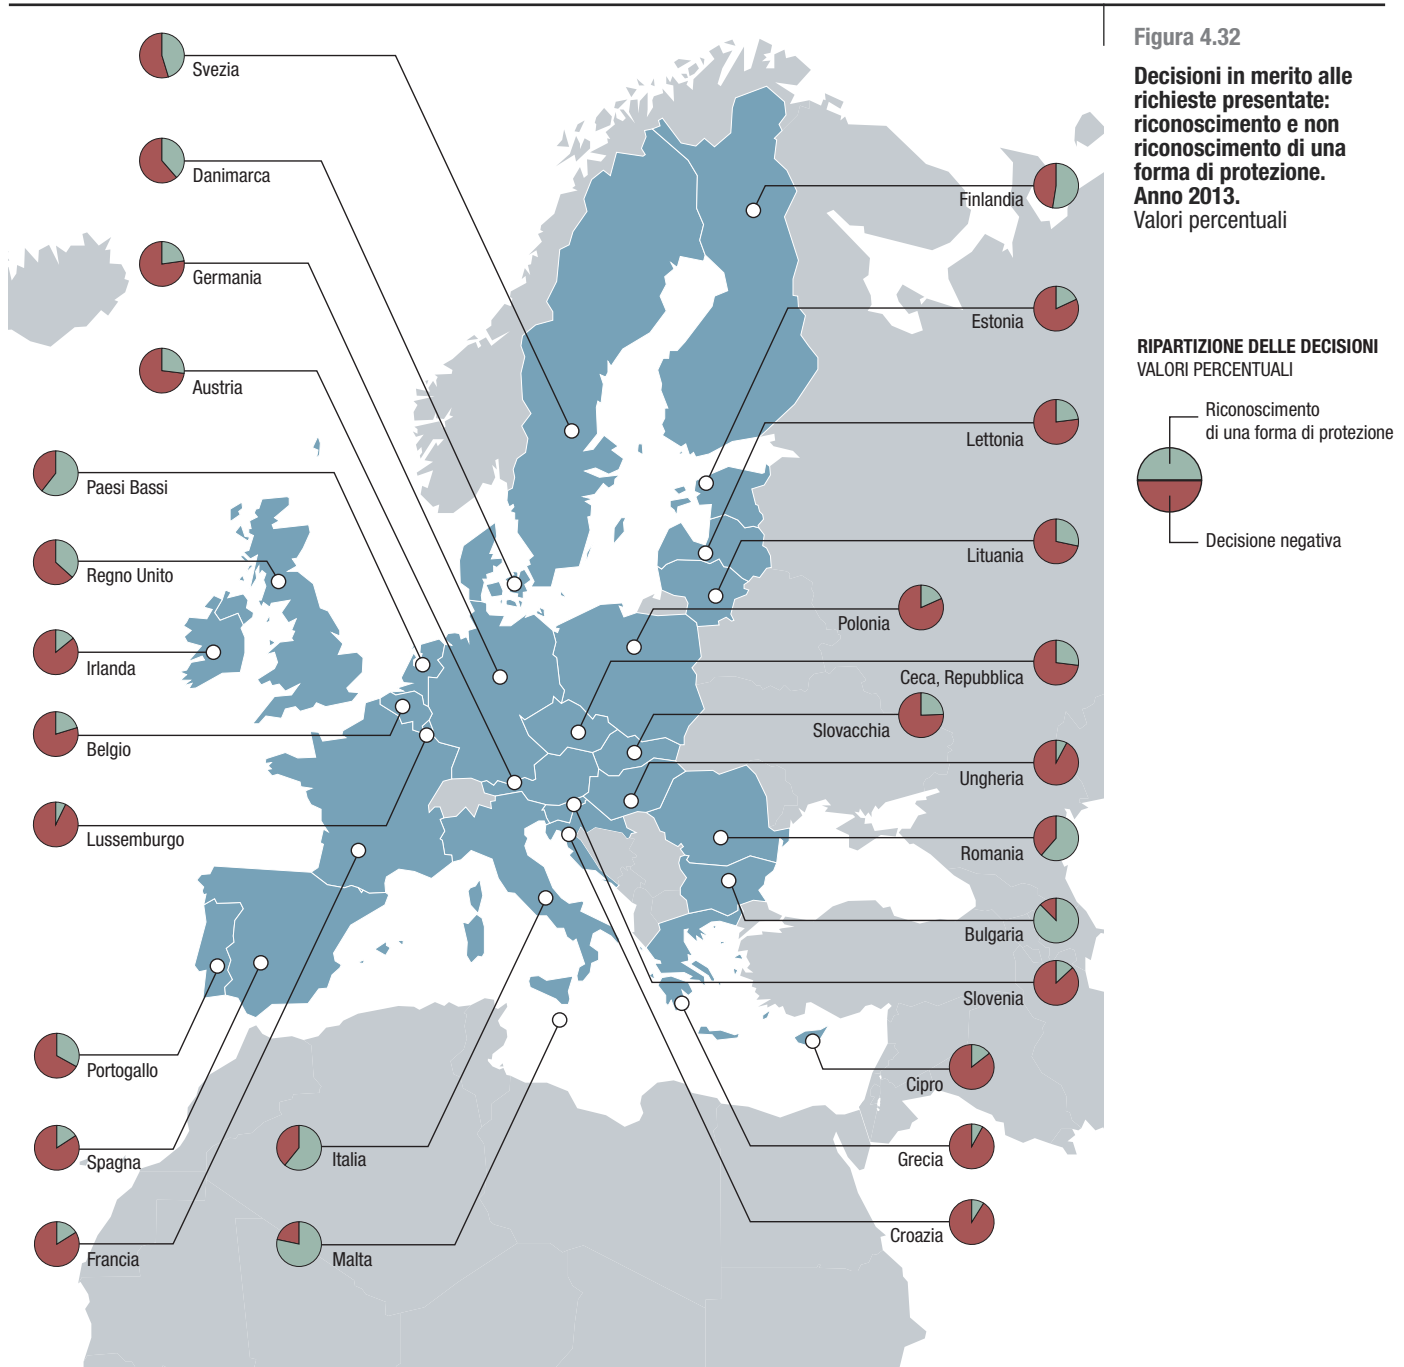 Figura 4.32
Decisioni in merito alle
richieste presentate:
riconoscimento e non
riconoscimento di una
forma di protezione.
Anno 2013.
Valori percentuali
RIPARTIZIONE DELLE DECISIONI
VALORI PERCENTUALI
Riconoscimento
di una forma di protezione
Decisione negativa
Svezia
Danimarca
Germania
Austria
Paesi Bassi
Regno Unito
Irlanda
Belgio
Lussemburgo
Portogallo
Spagna
Francia
Italia
Malta
Finlandia
Estonia
Lettonia
Lituania
Polonia
Ceca, Repubblica
Slovacchia
Ungheria
Romania
Bulgaria
Slovenia
Cipro
Grecia
Croazia